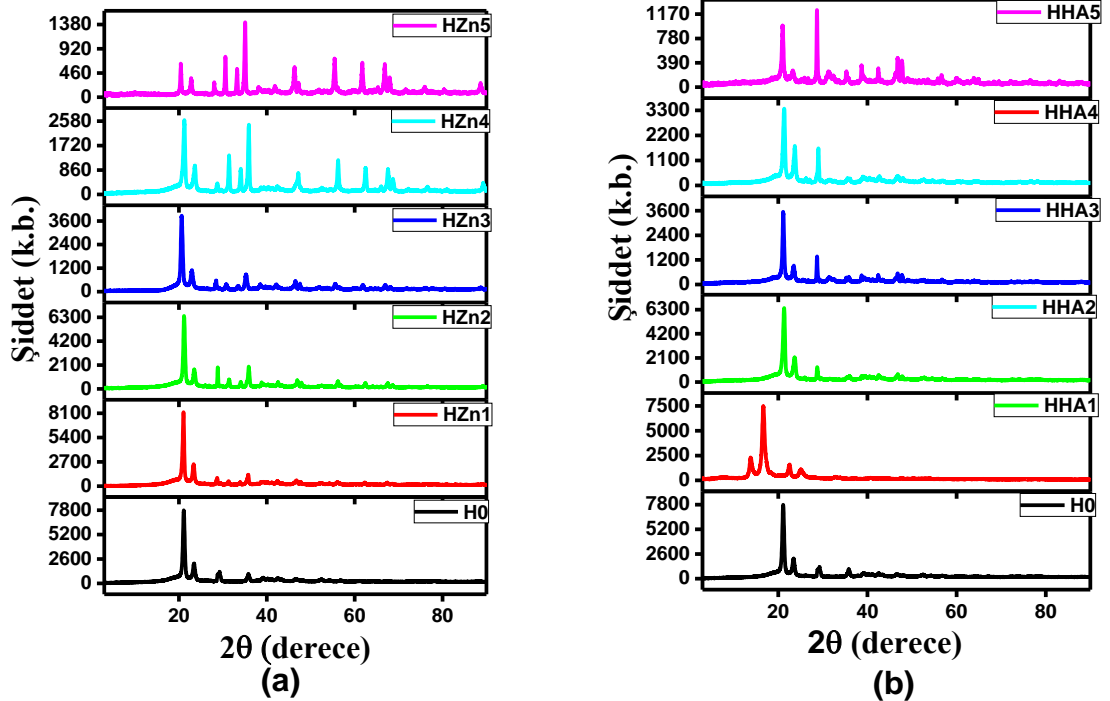 HZn5
1380
920
460
0
HZn4
2580
1720
860
0
HZn3
3600
2400
1200
0
HZn2
6300
4200
2100
0
HZn1
8100
5400
2700
0
H0
7800
5200
2600
0
20 40 60 80
Şiddet (k.b.)
2θ (derece)
(a)
HHA5
1170
780
390
0
HHA4
3300
2200
1100
0
HHA3
3600
2400
1200
0
HHA2
6300
4200
2100
0
HHA1
7500
5000
2500
0
H0
7800
5200
2600
0
20 40 60 80
Şiddet (k.b.)
2θ (derece)
(b)